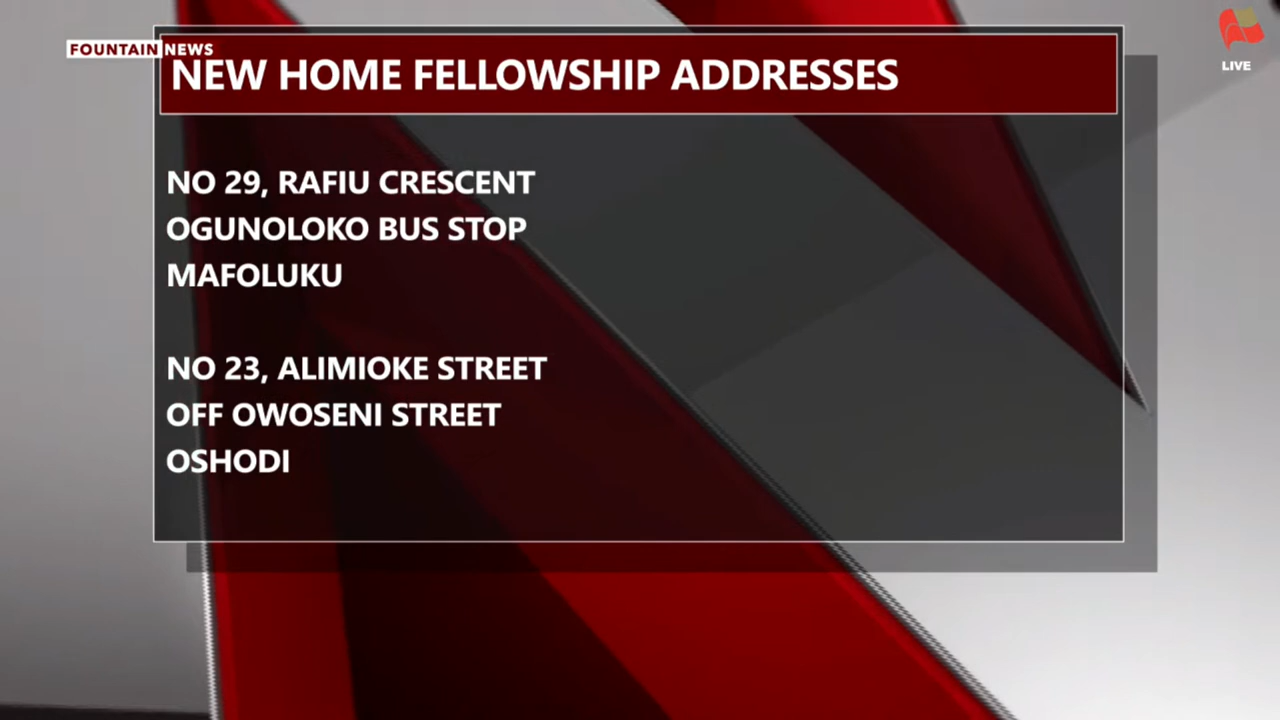 FOUNTAIN NEWS
LIVE
NEW HOME FELLOWSHIP ADDRESSES
NO 29, RAFIU CRESCENT
OGUNOLOKO BUS STOP
MAFOLUKU
NO 23, ALIMIOKE STREET
OFF OWOSENI STREET
OSHODI